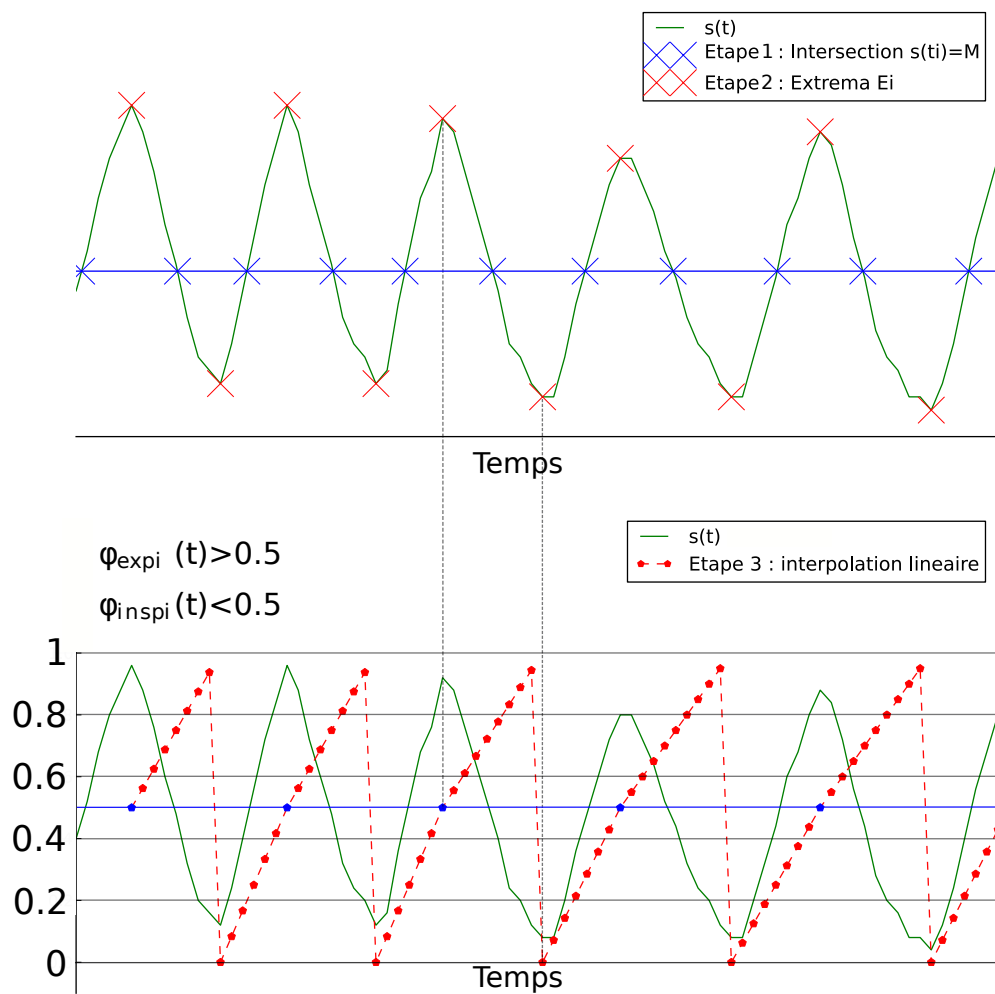 s(t)
Etape1 : Intersection s(ti)=M
Etape2 : Extrema Ei
Temps
φexpi (t)>0.5
φinspi(t)<0.5
s(t)
Etape 3 : interpolation lineaire
1
0.8
0.6
0.4
0.2
0
Temps